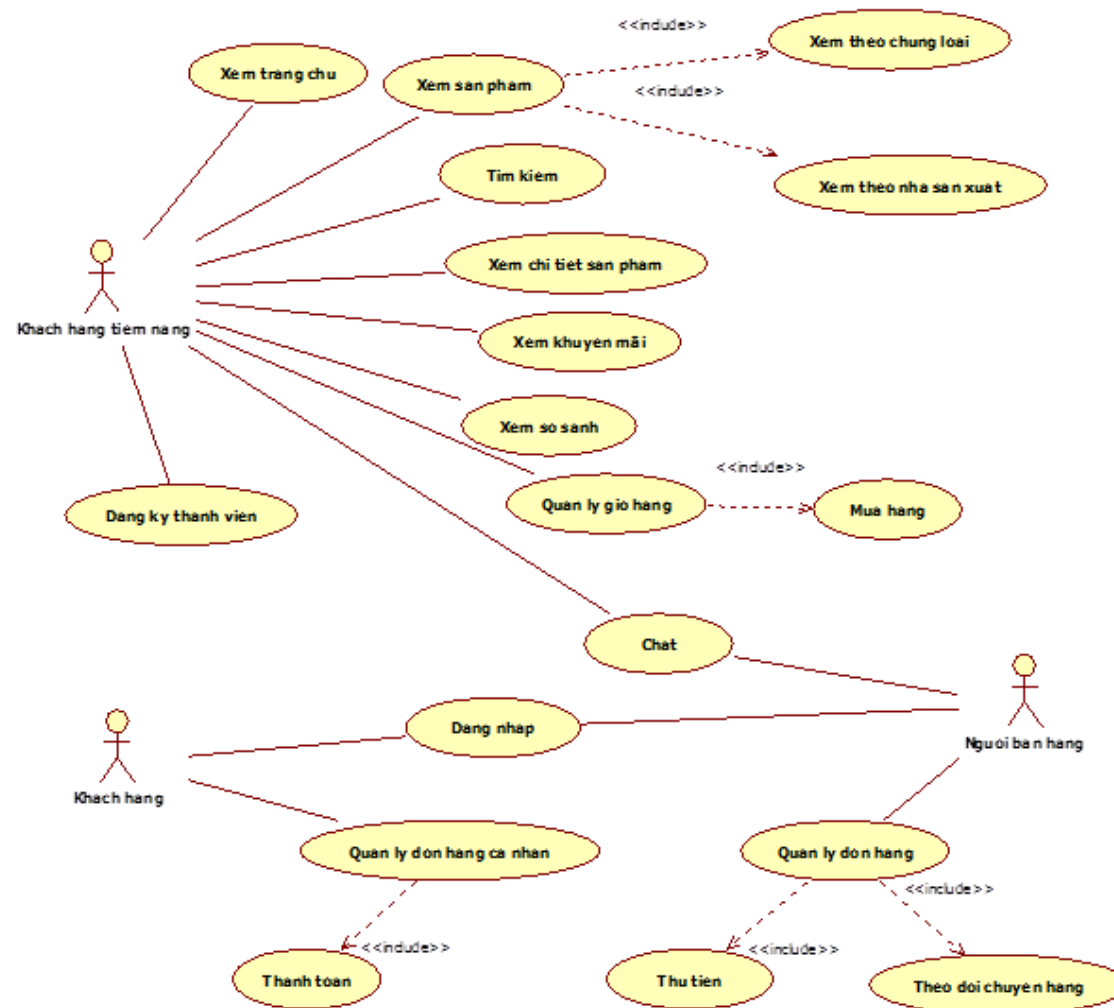 <<include>>
Xem theo chung loai
Xem trang chu
Xem san pham
<<include>>
Tim kiem
Xem theo nha san xuat
Xem chi tiet san pham
Khach hang tiem nang
Xem khuyen mãi
Xem so sanh
<<include>>
Dang ky thanh vien
Quan ly gio hang
Mua hang
Chat
Dang nhap
Nguoi ban hang
Khach hang
Quan ly don hang ca nhan
Quan ly don hang
<<include>>
<<include>>
<<include>>
Thanh toan
Thu tien
Theo doi chuyen hang